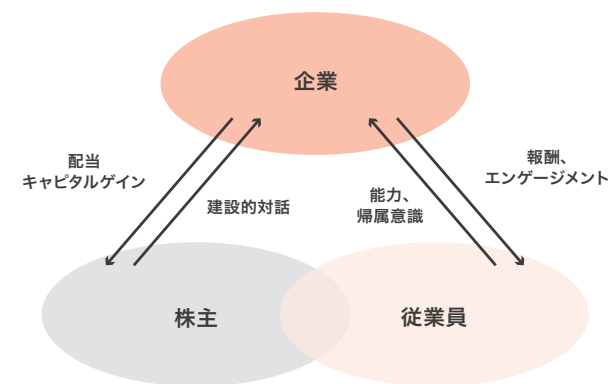 企業
配当
キャピタルゲイン
建設的対話
能力、
帰属意識
報酬、
エンゲージメント
株主
従業員